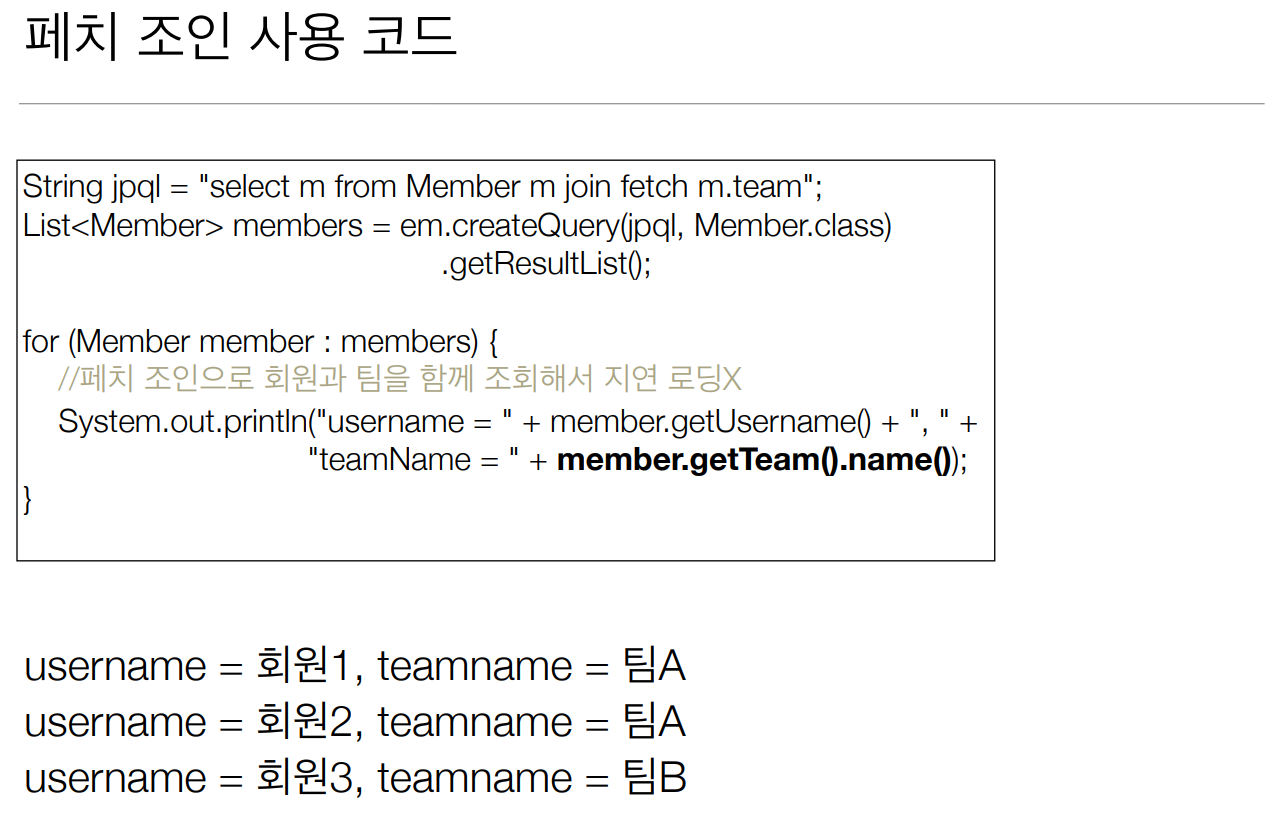 페치 조인 사용 코드
String jpql = "select m from Member m join fetch m.team";
List<Member> members = em.createQuery(jpql, Member.class)
.getResultList();
for (Member member : members) {
//페치 조인으로 회원과 팀을 함께 조회해서 지연 로딩X
System.out.println("username = " + member.getUsername() + ", " +
"teamName = " + member.getTeam().name());
}
username = 회원1, teamname = 팀A
username = 회원2, teamname = 팀A
username = 회원3, teamname = 팀B